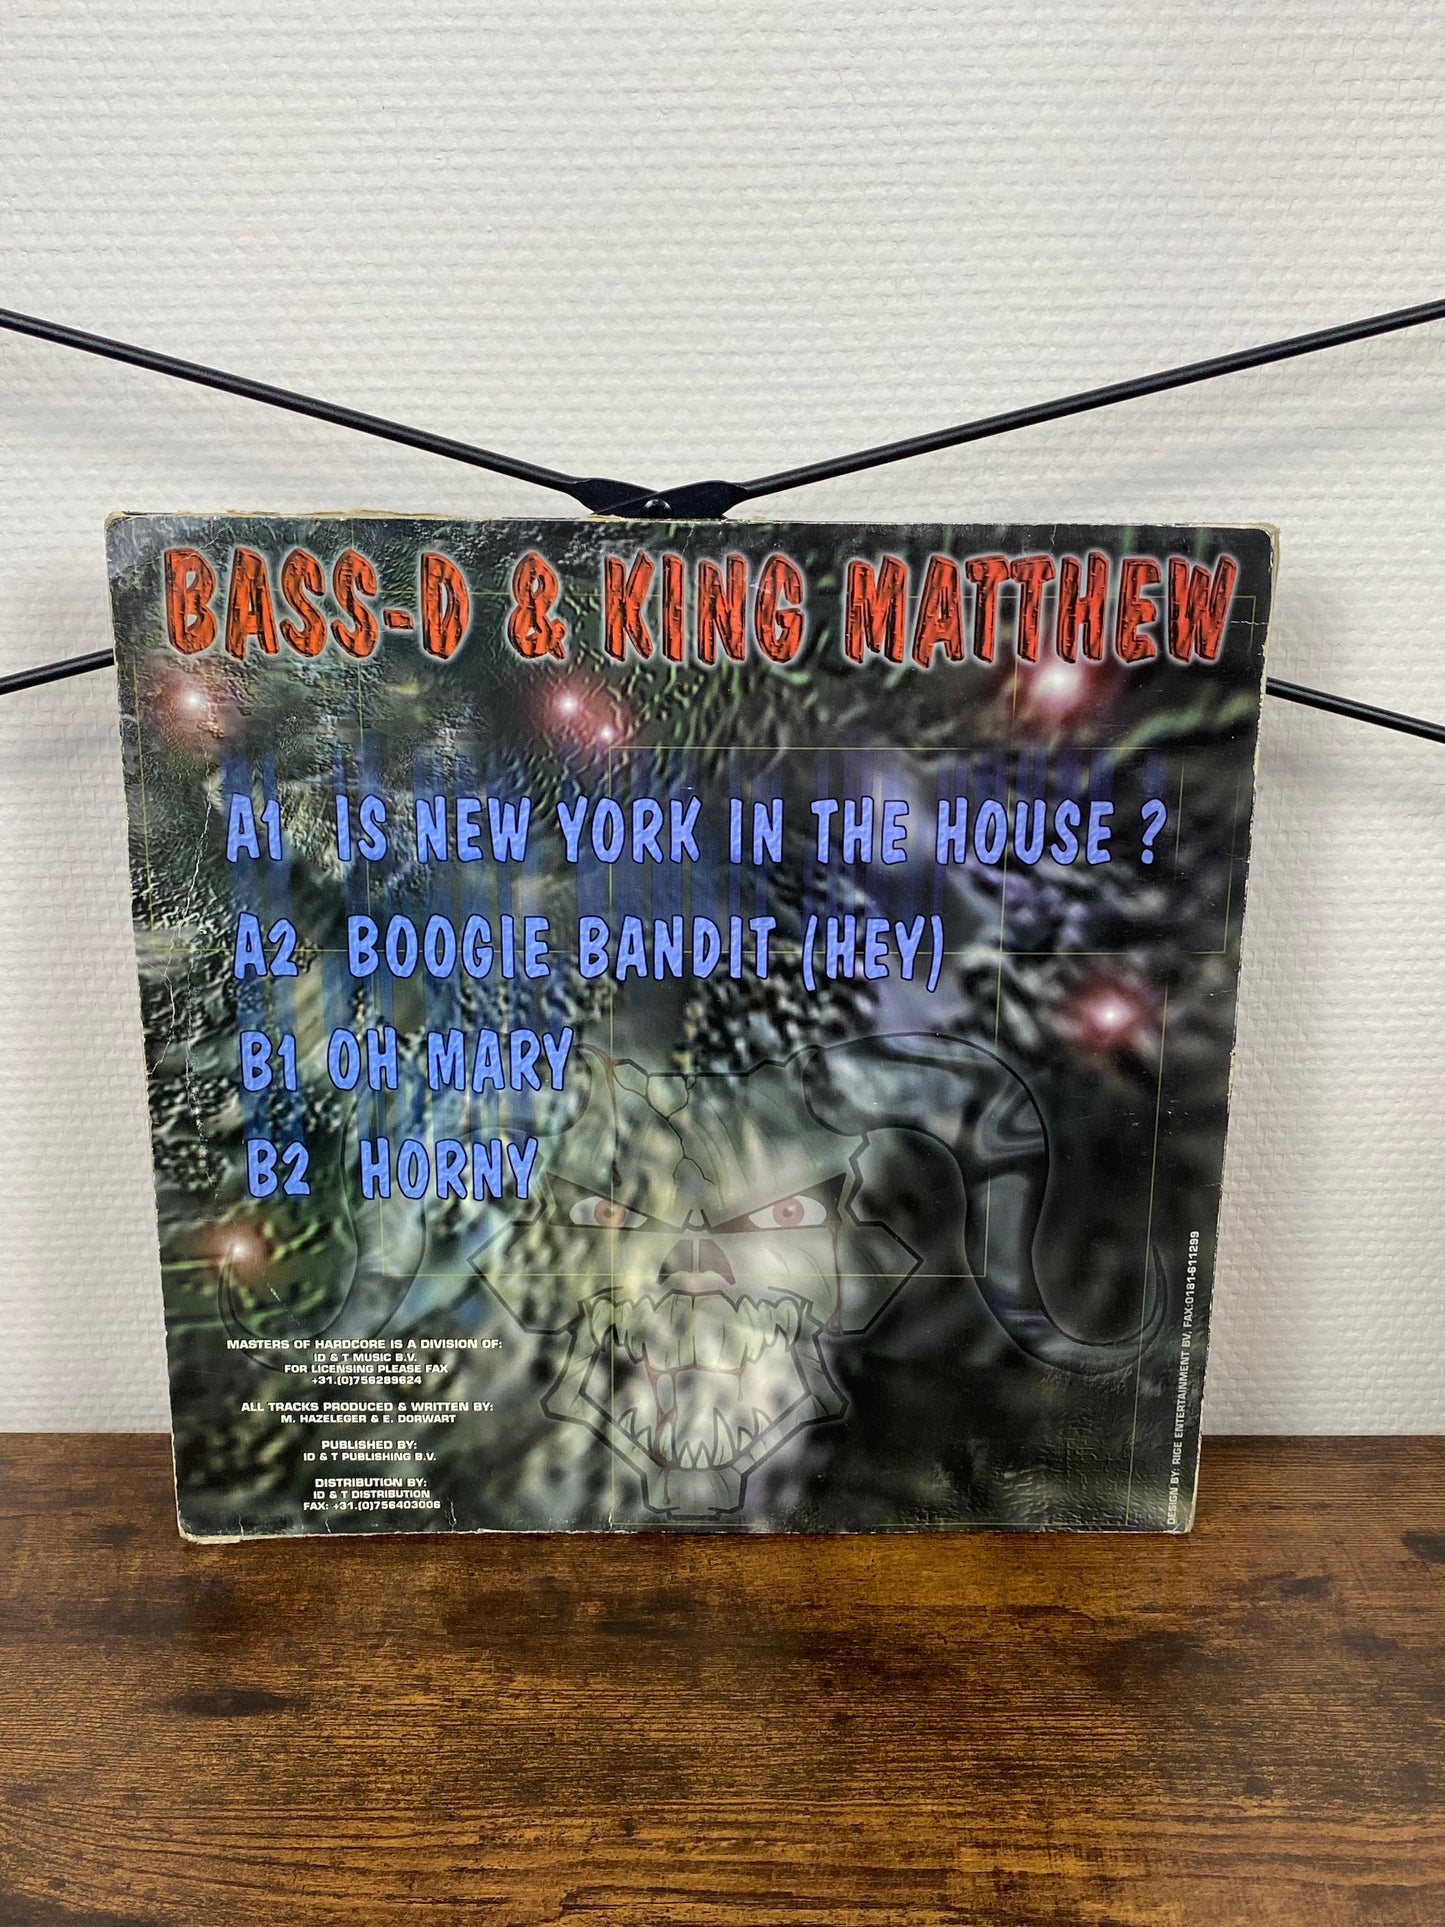 BASS-D & KING MATTHEW
A1 IS NEW YORK IN THE HOUSE ?
A2 BOOGIE BANDIT (HEY)
B1 OH MARY
B2 HORNY
MASTERS OF HARDCORE IS A DIVISION OF:
ID & T MUSIC B.V.
FOR LICENSING PLEASE FAX
+31.(0)756289624
ALL TRACKS PRODUCED & WRITTEN BY:
M. HAZELEGER & E. DORWART
PUBLISHED BY:
ID & T PUBLISHING B.V.
DISTRIBUTION BY:
ID & T DISTRIBUTION
FAX: +31.(0)756403006
DESIGN BY: RIGE ENTERTAINMENT BV, FAX:0181-611299